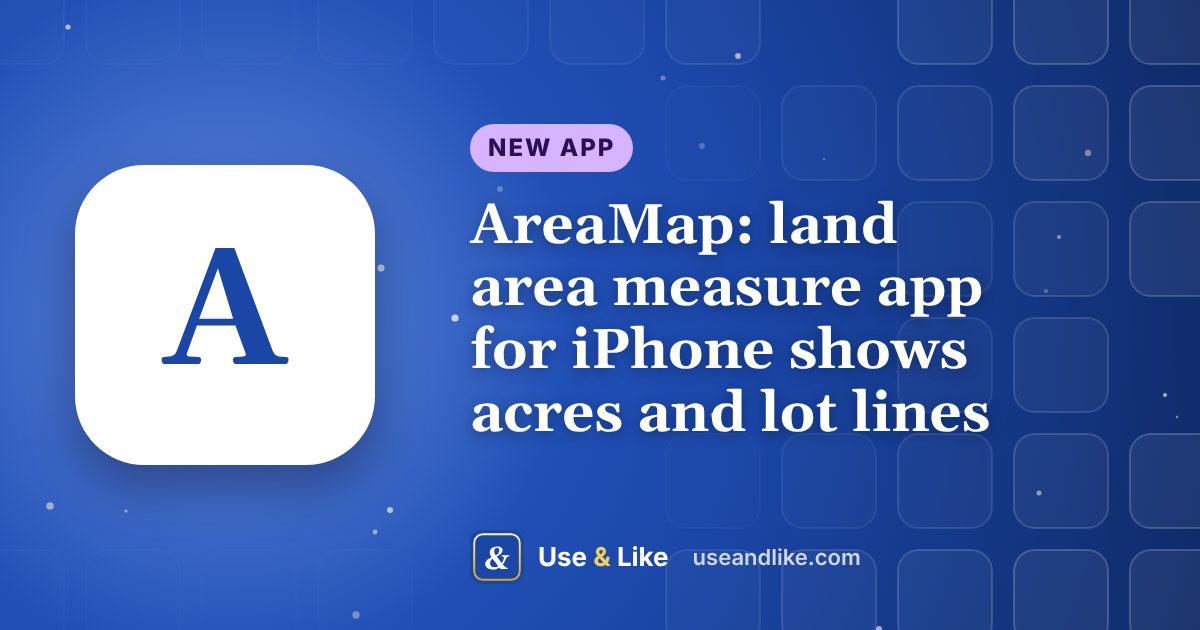 A
NEW APP
AreaMap: land
area measure app
for iPhone shows
acres and lot lines
& Use & Like useandlike.com